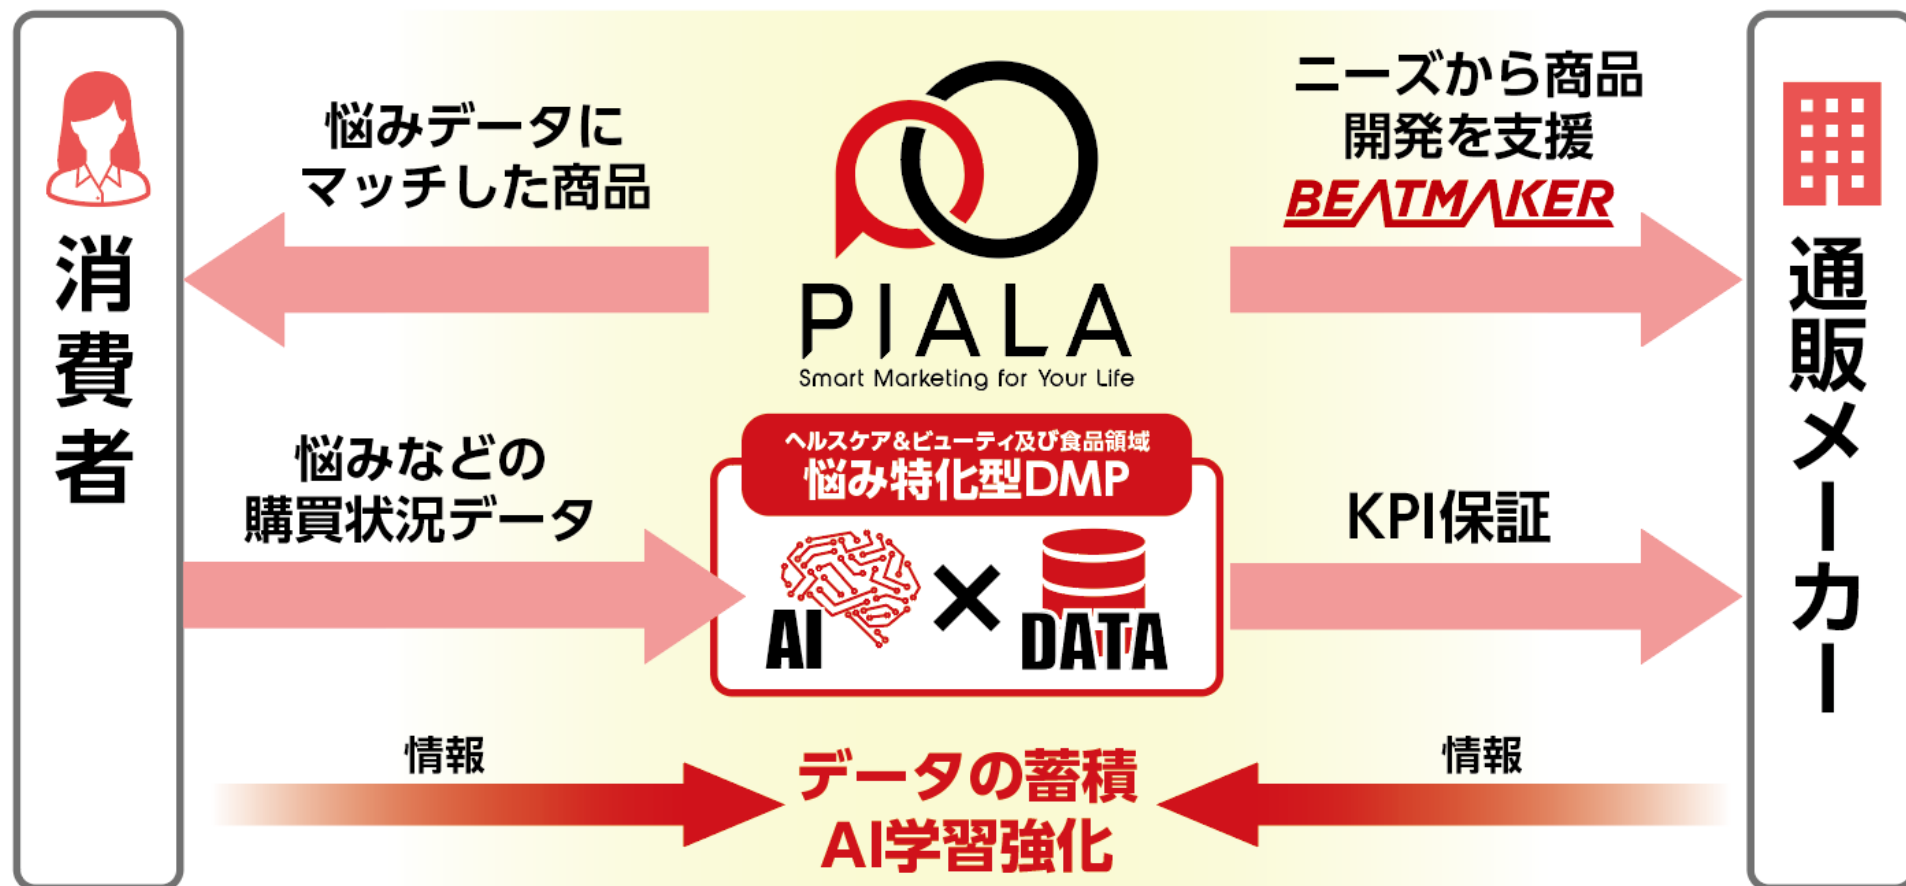 消費者
悩みデータに
マッチした商品
悩みなどの
購買状況データ
情報
PIALA
Smart Marketing for Your Life
ヘルスケア&ビューティ及び食品領域
悩み特化型DMP
AI×DATA
データの蓄積
AI学習強化
ニーズから商品
開発を支援
BEATMAKER
KPI保証
情報
通販メーカー